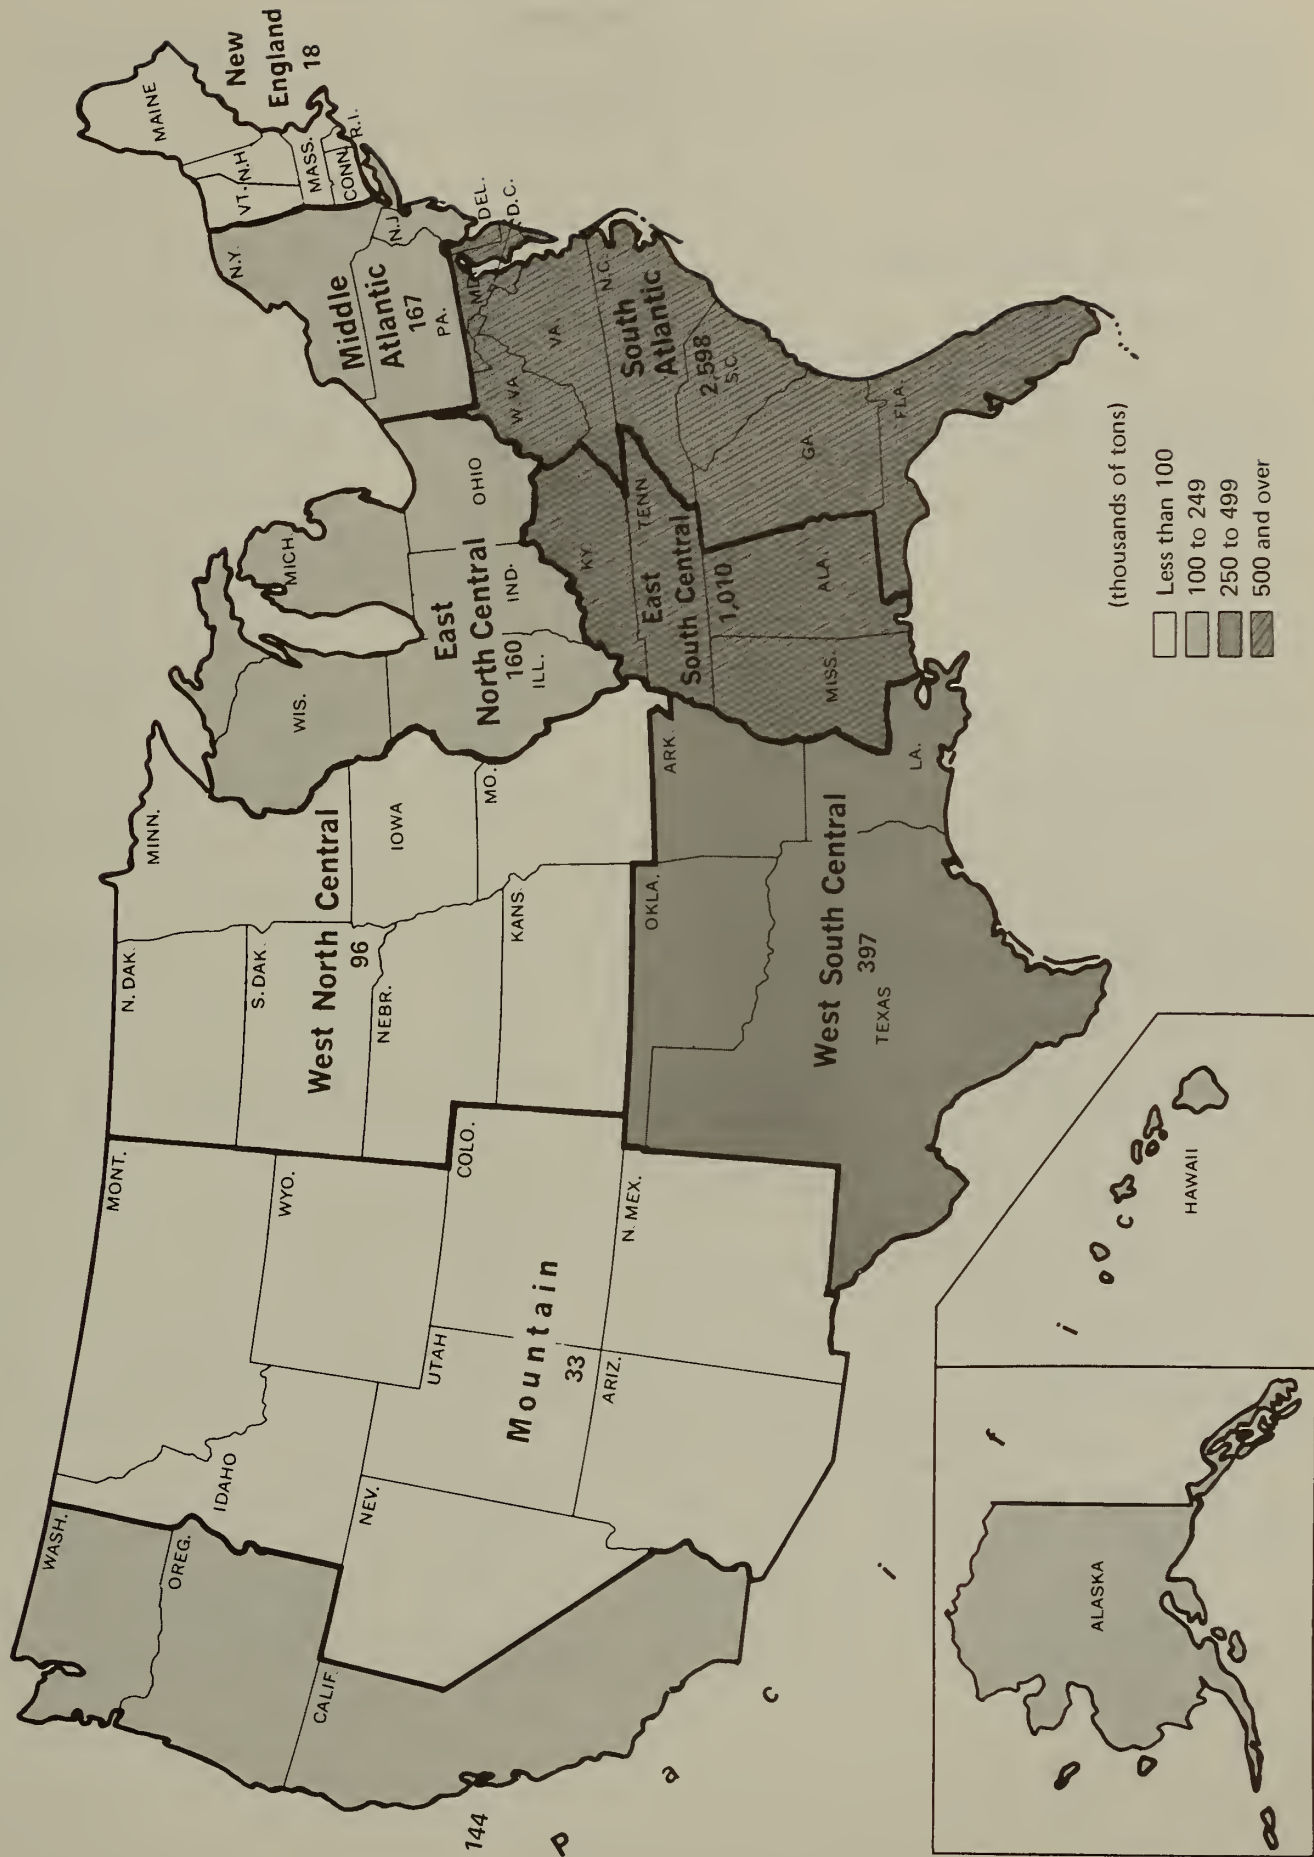 WASH.
OREG.
CALIF.
IDAHO
NEV.
MONT.
WYO.
UTAH
COLO.
ARIZ.
N. MEX.
Mountain
33
N. DAK.
S. DAK.
NEBR.
KANS.
MINN.
IOWA
MO.
West North Central
96
OKLA.
ARK.
TEXAS
LA.
West South Central
397
WIS.
MICH.
ILL.
IND.
OHIO
East
North Central
160
KY.
TENN.
MISS.
ALA.
East
South Central
1,010
N.Y.
N.J.
PA.
Middle
Atlantic
167
MAINE
VT.
N.H.
MASS.
CONN.
R.I.
New
England
18
DEL.
D.C.
MD.
W. VA.
VA.
N.C.
S.C.
GA.
FLA.
South
Atlantic
2,598
144
P
a
c
i
f
i
c
ALASKA
HAWAII
(thousands of tons)
Less than 100
100 to 249
250 to 499
500 and over